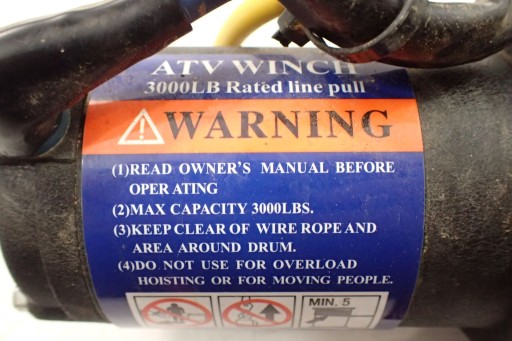 ATV WINCH
3000LB Rated line pull
WARNING
(1)READ OWNER'S MANUAL BEFORE
OPER ATING
(2)MAX CAPACITY 3000LBS.
(3)KEEP CLEAR OF WIRE ROPE AND
AREA AROUND DRUM.
(4)DO NOT USE FOR OVERLOAD
HOISTING OR FOR MOVING PEOPLE.
MIN. 5